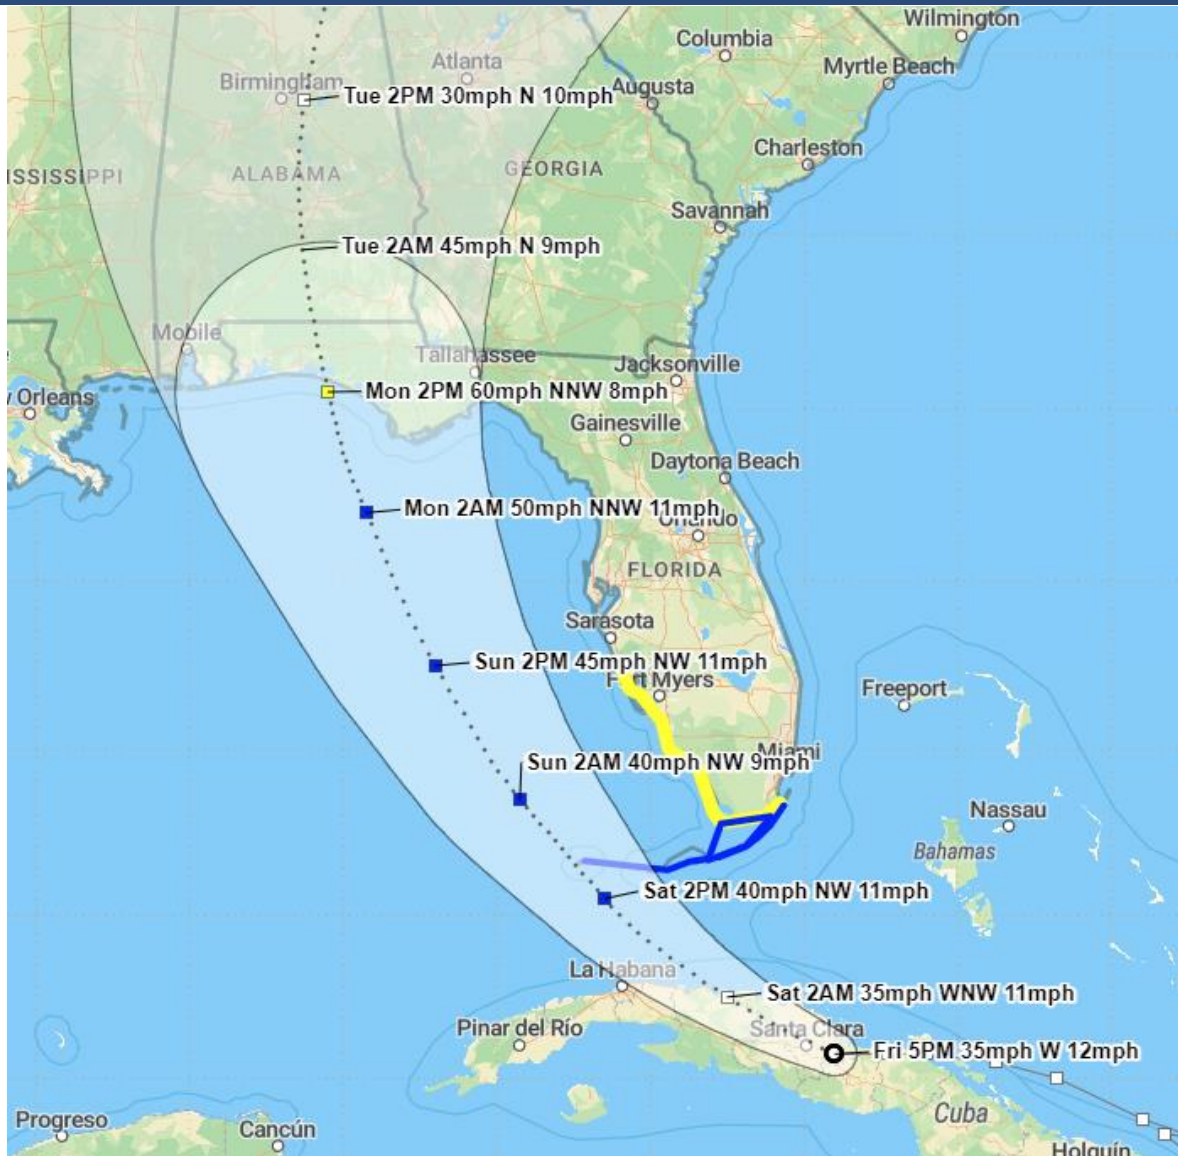 Wilmington
Columbia
Atlanta
Myrtle Beach
Birmingham
Augusta
Tue 2PM 30mph N 10mph
Charleston
GEORGIA
ISSISSIPPI
ALABAMA
Savannah
Tue 2AM 45mph N 9mph
Mobile
Tallahassee
Jacksonville
Mon 2PM 60mph NNW 8mph
w Orleans
Gainesville
Daytona Beach
Mon 2AM 50mph NNW 11mph
Orlando
FLORIDA
Sarasota
Sun 2PM 45mph NW 11mph
Fort Myers
Freeport
Miami
Sun 2AM 40mph NW 9mph
Nassau
Bahamas
Sat 2PM 40mph NW 11mph
La Habana
Sat 2AM 35mph WNW 11mph
Pinar del Río
Santa Clara
Fri 5PM 35mph W 12mph
Cuba
Progreso
Cancún
Holguín